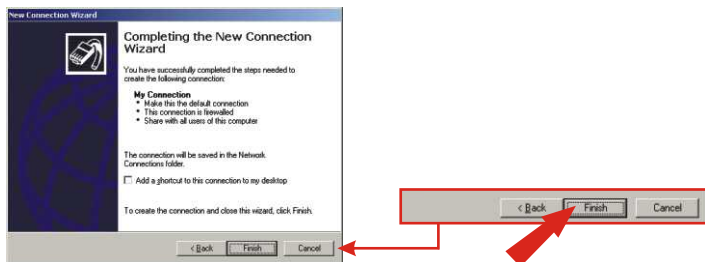 New Connection Wizard
Completing the New Connection
Wizard
You have successfully completed the steps needed to
create the following connection:
My Connection
• Make this the default connection
• This connection is firewalled
• Share with all users of this computer
The connection will be saved in the Network
Connections folder.
Add a shortcut to this connection to my desktop
To create the connection and close this wizard, click Finish.
< Back Finish Cancel
< Back Finish Cancel